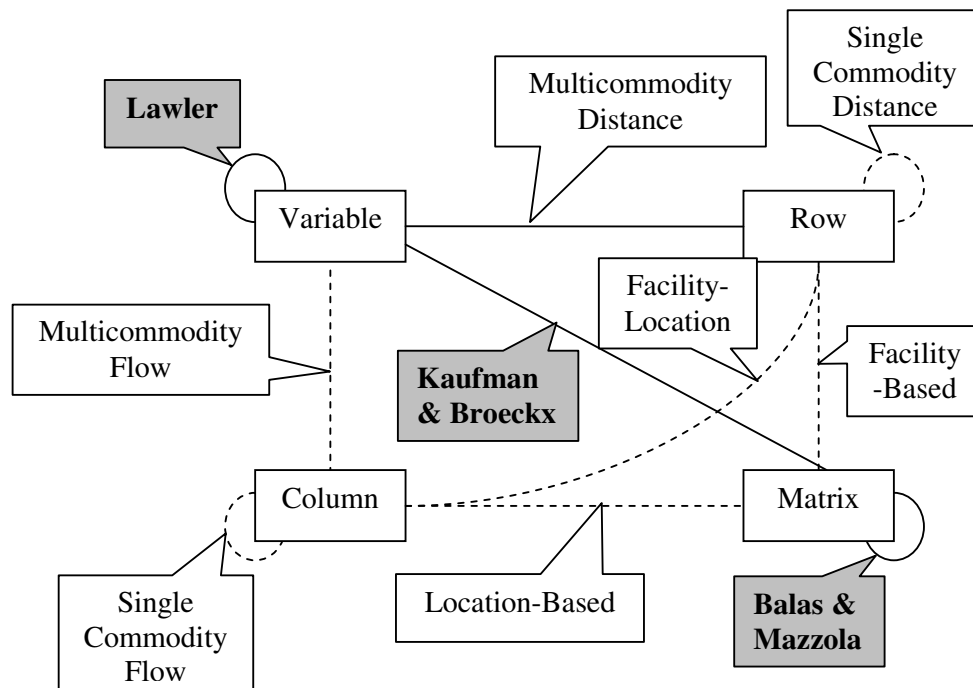 Single
Commodity
Distance
Multicommodity
Distance
Lawler
Variable
Row
Facility-
Location
Multicommodity
Flow
Facility
-Based
Kaufman
& Broeckx
Column
Matrix
Location-Based
Single
Commodity
Flow
Balas &
Mazzola